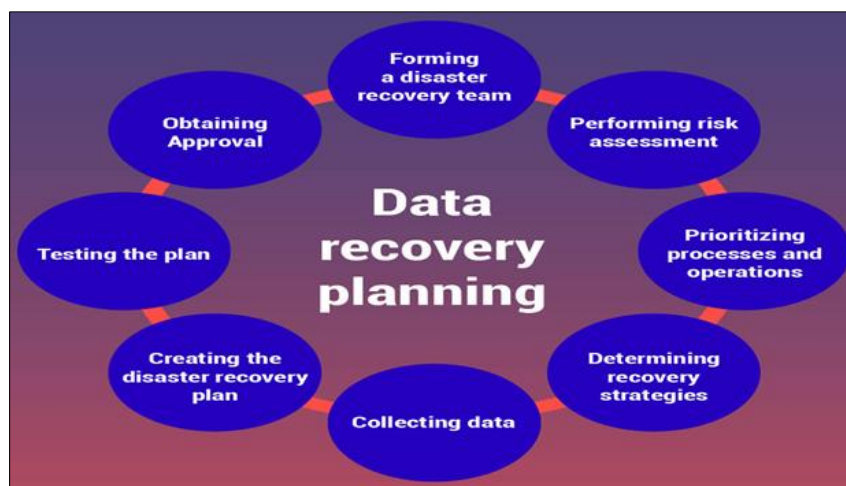 Forming
a disaster
recovery team
Obtaining
Approval
Performing risk
assessment
Data
recovery
planning
Testing the plan
Prioritizing
processes and
operations
Creating the
disaster recovery
plan
Determining
recovery
strategies
Collecting data